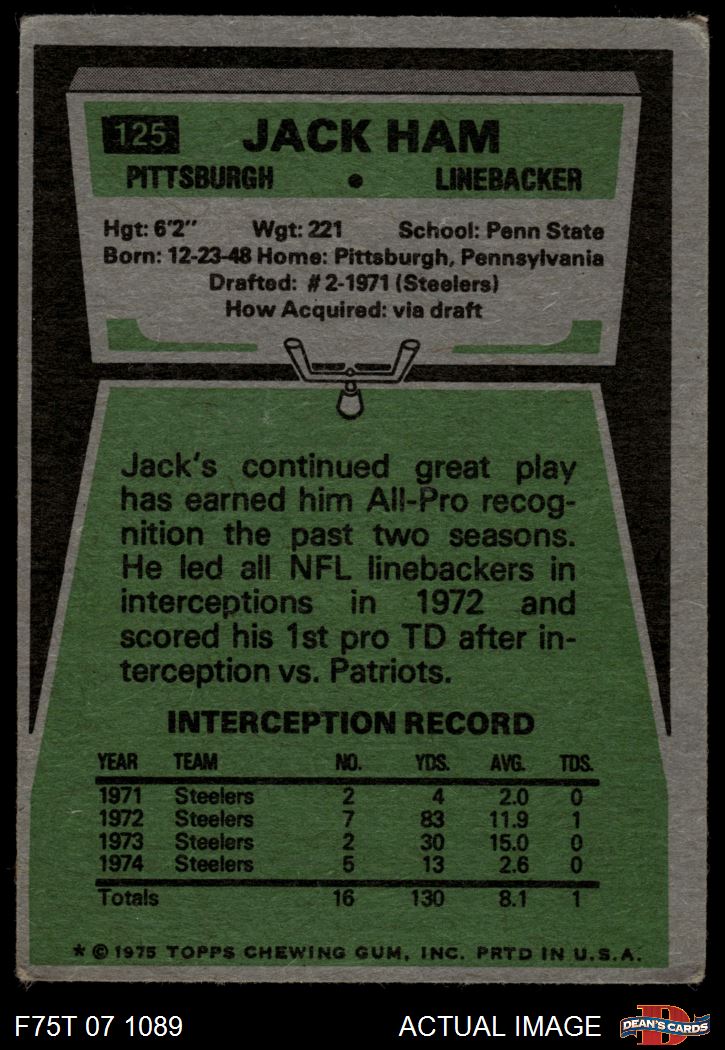 125 JACK HAM
PITTSBURGH • LINEBACKER
Hgt: 6'2" Wgt: 221 School: Penn State
Born: 12-23-48 Home: Pittsburgh, Pennsylvania
Drafted: #2-1971 (Steelers)
How Acquired: via draft
Jack's continued great play
has earned him All-Pro recog-
nition the past two seasons.
He led all NFL linebackers in
interceptions in 1972 and
scored his 1st pro TD after in-
terception vs. Patriots.
INTERCEPTION RECORD
YEAR TEAM NO. YDS. AVG. TDS.
1971 Steelers 2 4 2.0 0
1972 Steelers 7 83 11.9 1
1973 Steelers 2 30 15.0 0
1974 Steelers 5 13 2.6 0
Totals 16 130 8.1 1
* © 1975 TOPPS CHEWING GUM, INC. PRTD IN U.S.A.
F75T 07 1089 ACTUAL IMAGE D DEAN'S CARDS